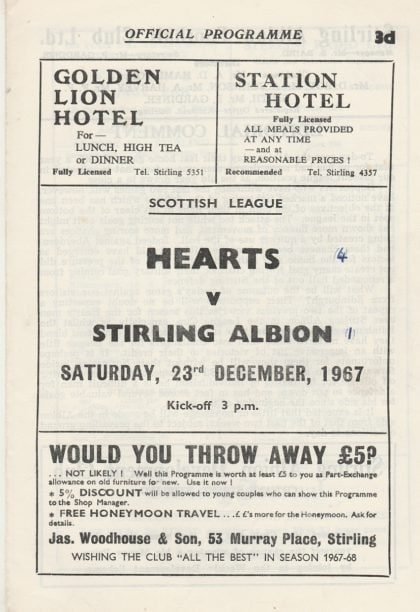 OFFICIAL PROGRAMME 3d
GOLDEN
LION
HOTEL
For—
LUNCH, HIGH TEA
or DINNER
Fully Licensed Tel. Stirling 5351
STATION
HOTEL
Fully Licensed
ALL MEALS PROVIDED
AT ANY TIME
— and at
REASONABLE PRICES !
Recommended Tel. Stirling 4357
SCOTTISH LEAGUE
HEARTS 4
V
STIRLING ALBION 1
SATURDAY, 23rd DECEMBER, 1967
Kick-off 3 p.m.
WOULD YOU THROW AWAY £5?
... NOT LIKELY ! Well this Programme is worth at least £5 to you as Part-Exchange
allowance on old furniture for new. Use it now !
* 5% DISCOUNT will be allowed to young couples who can show this Programme
to the Shop Manager.
* FREE HONEYMOON TRAVEL ...£ £'s more for the Honeymoon. Ask for
details.
Jas. Woodhouse & Son, 53 Murray Place, Stirling
WISHING THE CLUB "ALL THE BEST" IN SEASON 1967-68